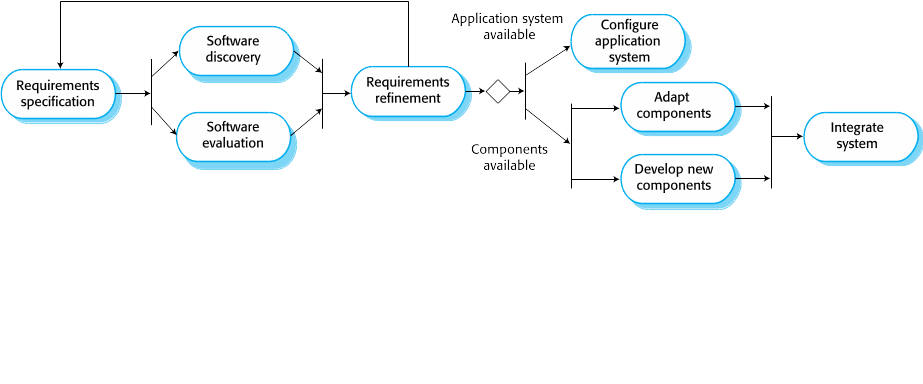 Requirements
specification
Software
discovery
Software
evaluation
Requirements
refinement
Application system
available
Components
available
Configure
application
system
Adapt
components
Develop new
components
Integrate
system